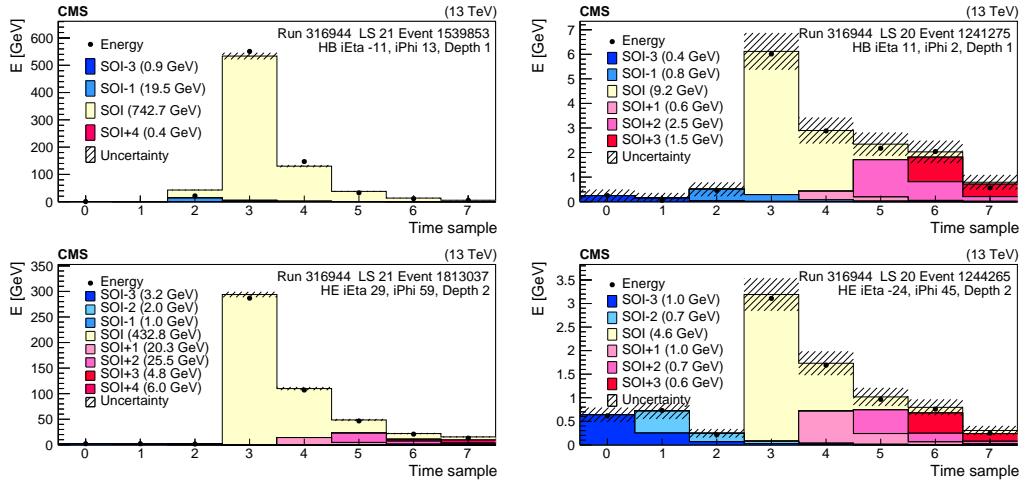 CMS (13 TeV)
E [GeV]
Run 316944 LS 21 Event 1539853
HB iEta -11, iPhi 13, Depth 1
Energy
SOI-3 (0.9 GeV)
SOI-1 (19.5 GeV)
SOI (742.7 GeV)
SOI+4 (0.4 GeV)
Uncertainty
600
500
400
300
200
100
0
0 1 2 3 4 5 6 7
Time sample
CMS (13 TeV)
E [GeV]
Run 316944 LS 20 Event 1241275
HB iEta 11, iPhi 2, Depth 1
Energy
SOI-3 (0.4 GeV)
SOI-1 (0.8 GeV)
SOI (9.2 GeV)
SOI+1 (0.6 GeV)
SOI+2 (2.5 GeV)
SOI+3 (1.5 GeV)
Uncertainty
7
6
5
4
3
2
1
0
0 1 2 3 4 5 6 7
Time sample
CMS (13 TeV)
E [GeV]
Run 316944 LS 21 Event 1813037
HE iEta 29, iPhi 59, Depth 2
Energy
SOI-3 (3.2 GeV)
SOI-2 (2.0 GeV)
SOI-1 (1.0 GeV)
SOI (432.8 GeV)
SOI+1 (20.3 GeV)
SOI+2 (25.5 GeV)
SOI+3 (4.8 GeV)
SOI+4 (6.0 GeV)
Uncertainty
350
300
250
200
150
100
50
0
0 1 2 3 4 5 6 7
Time sample
CMS (13 TeV)
E [GeV]
Run 316944 LS 20 Event 1244265
HE iEta -24, iPhi 45, Depth 2
Energy
SOI-3 (1.0 GeV)
SOI-2 (0.7 GeV)
SOI (4.6 GeV)
SOI+1 (1.0 GeV)
SOI+2 (0.7 GeV)
SOI+3 (0.6 GeV)
Uncertainty
3.5
3
2.5
2
1.5
1
0.5
0
0 1 2 3 4 5 6 7
Time sample